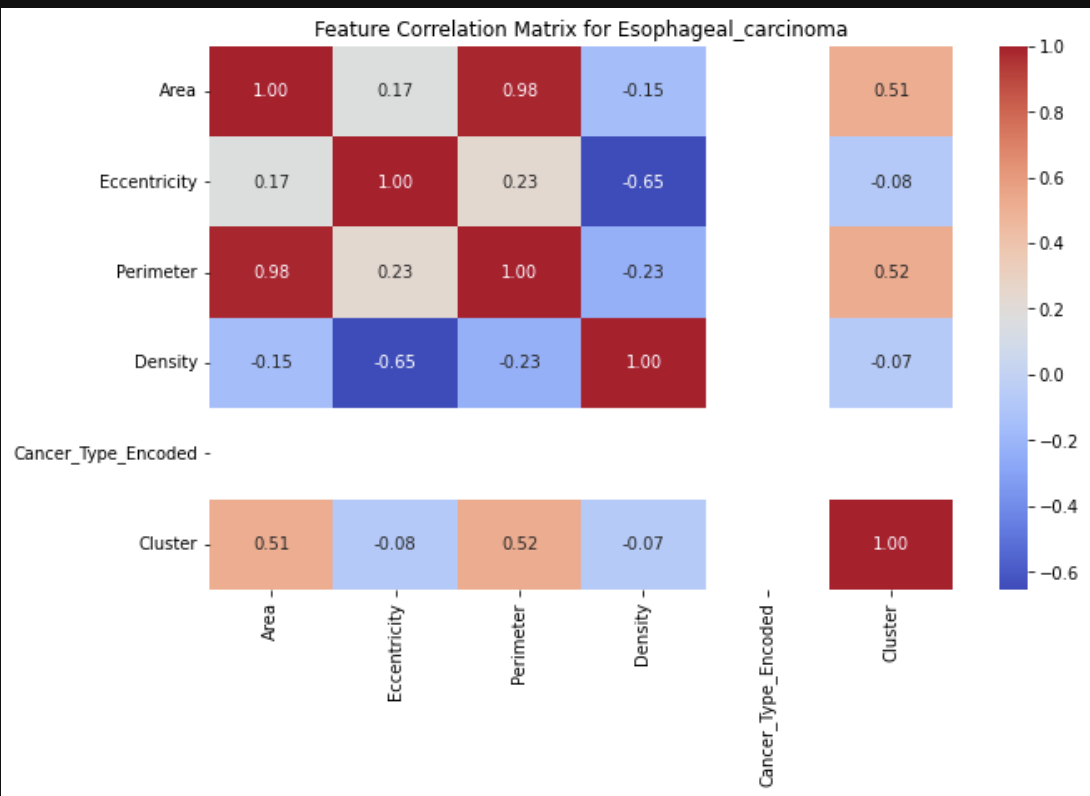 Feature Correlation Matrix for Esophageal_carcinoma
Area 1.00 0.17 0.98 -0.15 0.51
Eccentricity 0.17 1.00 0.23 -0.65 -0.08
Perimeter 0.98 0.23 1.00 -0.23 0.52
Density -0.15 -0.65 -0.23 1.00 -0.07
Cancer_Type_Encoded
Cluster 0.51 -0.08 0.52 -0.07 1.00
Area
Eccentricity
Perimeter
Density
Cancer_Type_Encoded
Cluster
1.0
0.8
0.6
0.4
0.2
0.0
−0.2
−0.4
−0.6